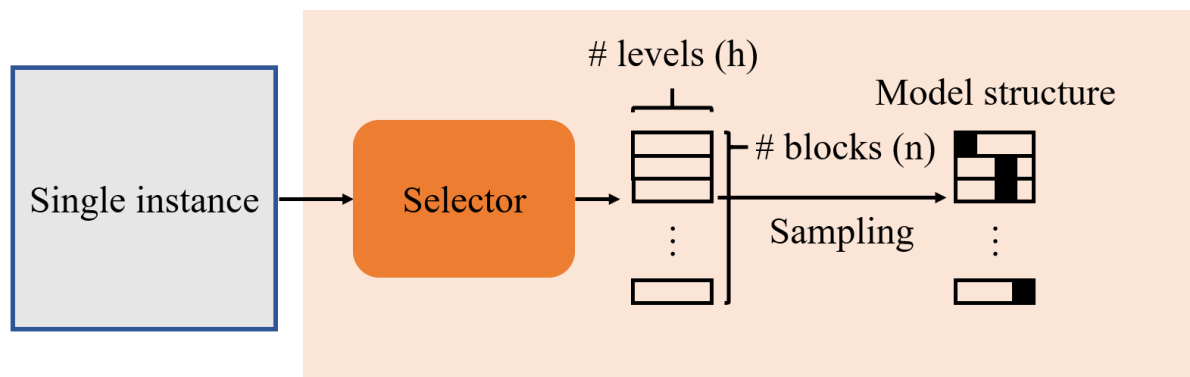 # levels (h)
Model structure
# blocks (n)
Single instance
Selector
Sampling